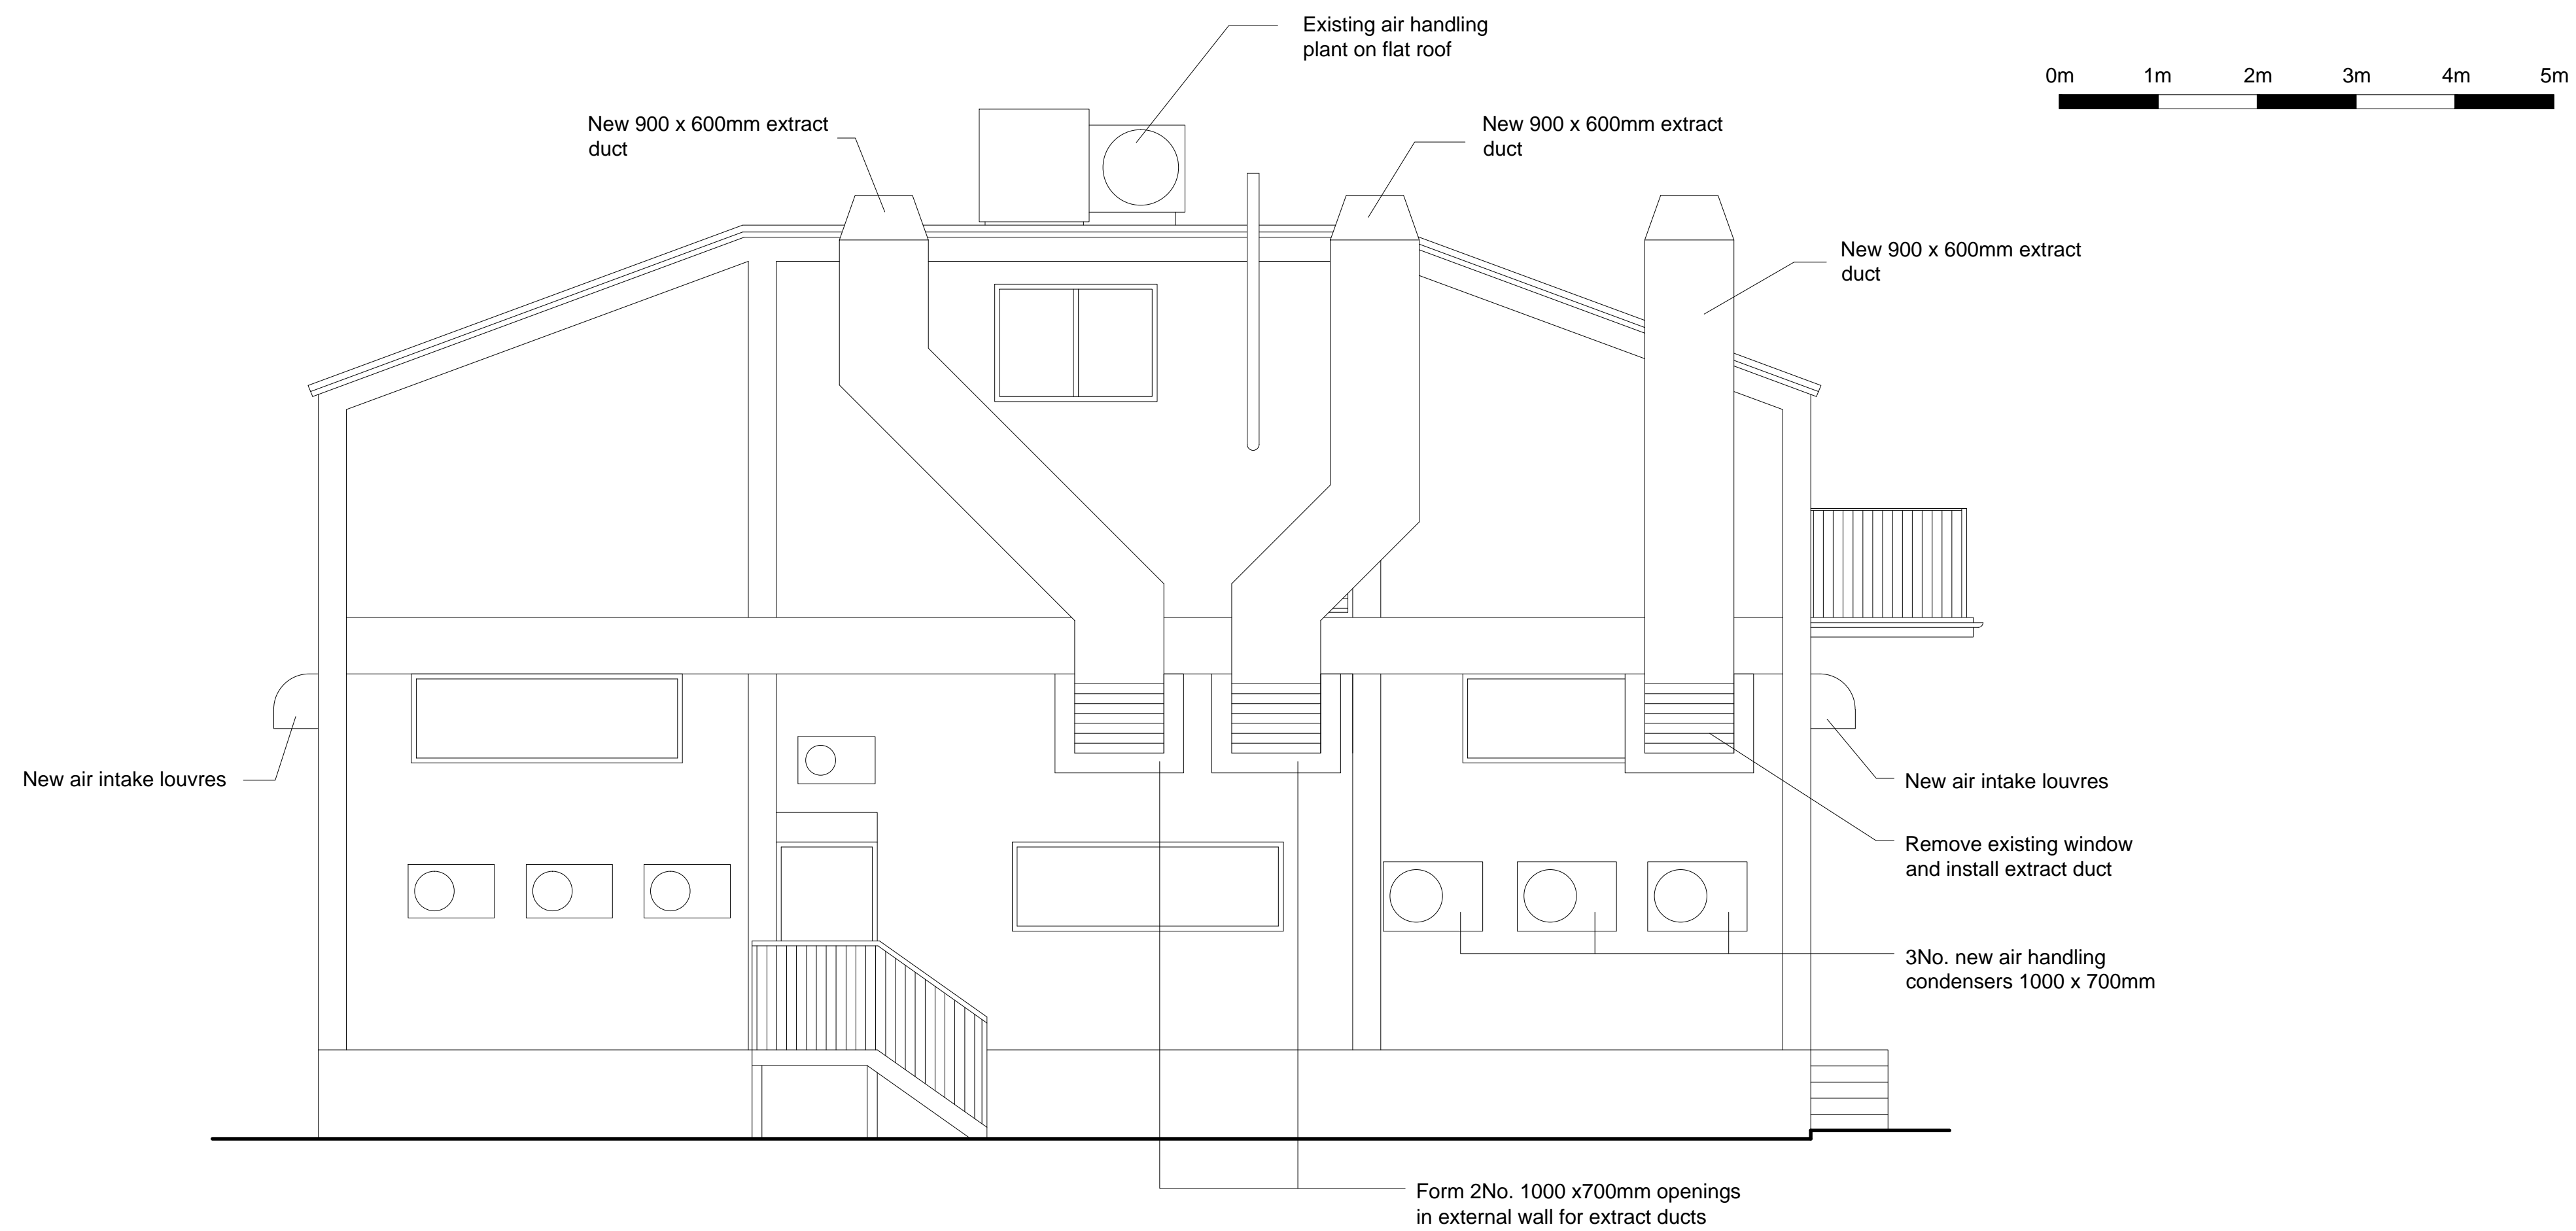 Existing air handling
plant on flat roof
0m 1m 2m 3m 4m 5m
New 900 x 600mm extract
duct
New 900 x 600mm extract
duct
New 900 x 600mm extract
duct
New air intake louvres
New air intake louvres
Remove existing window
and install extract duct
3No. new air handling
condensers 1000 x 700mm
Form 2No. 1000 x700mm openings
in external wall for extract ducts